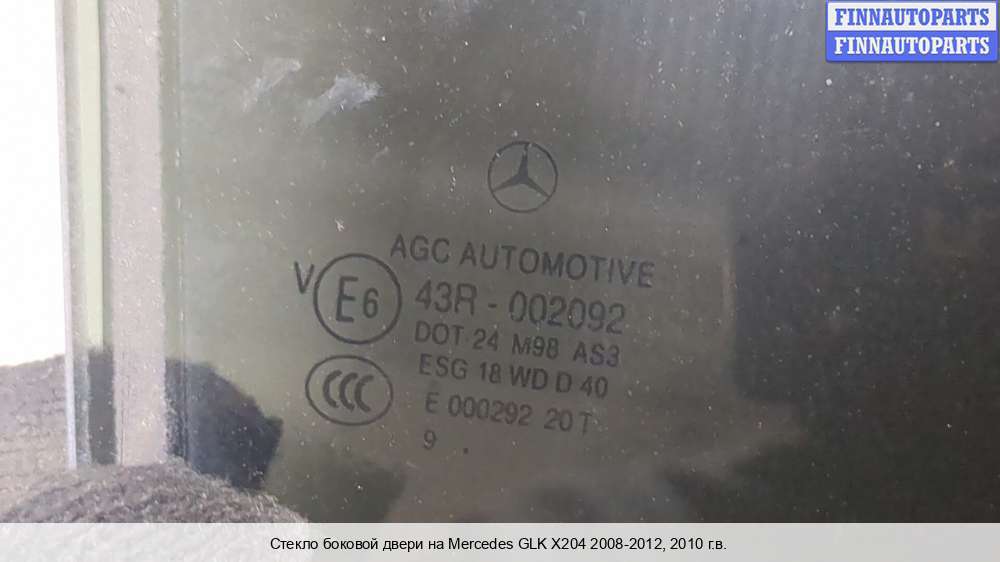 FINNAUTOPARTS
FINNAUTOPARTS
AGC AUTOMOTIVE
V E6 43R - 002092
DOT 24 M98 AS3
ESG 18 WD D 40
CCC
E 000292 20 T
9 .
Стекло боковой двери на Mercedes GLK X204 2008-2012, 2010 г.в.